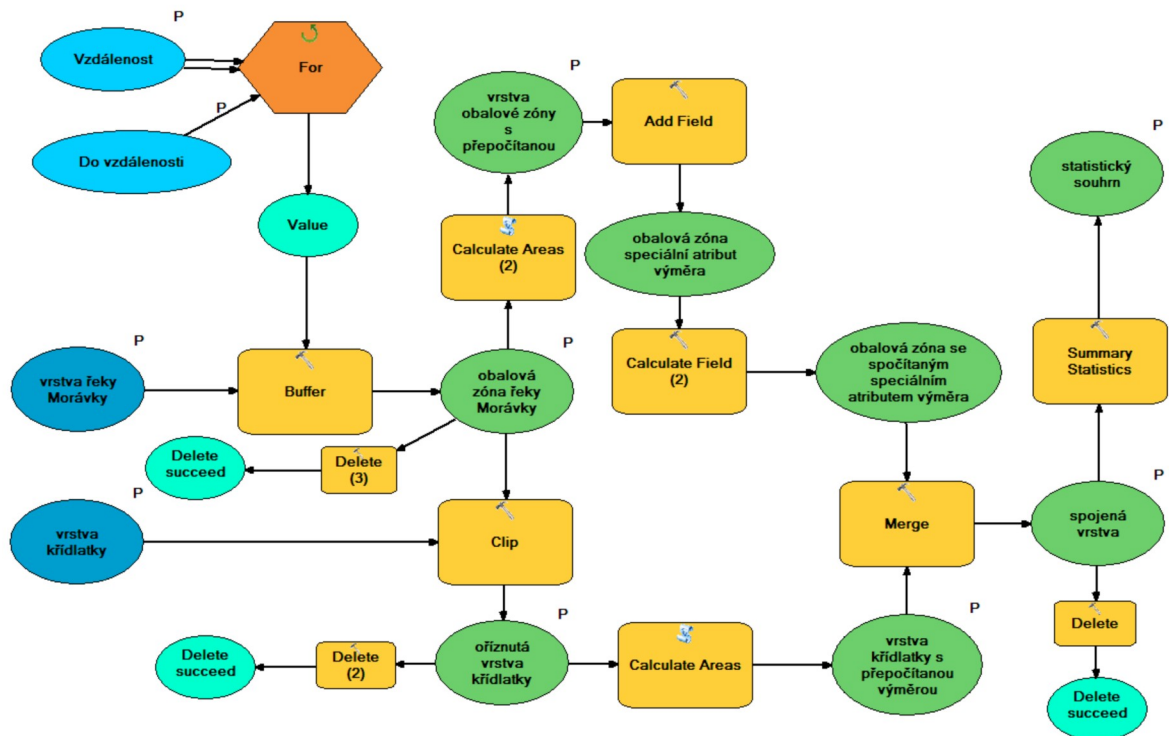 P
Vzdálenost
For
P
Do vzdálenosti
Value
P
vrstva
obalové zóny
s
přepočítanou
Add Field
Calculate Areas
(2)
obalová zóna
speciální atribut
výměra
P
statistický
souhrn
P
vrstva řeky
Morávky
Buffer
P
obalová
zóna řeky
Morávky
Calculate Field
(2)
obalová zóna se
spočítaným
speciálním
atributem výměra
Summary
Statistics
Delete
succeed
Delete
(3)
P
vrstva
křídlatky
Clip
Merge
P
spojená
vrstva
Delete
succeed
Delete
(2)
P
oříznutá
vrstva
křídlatky
Calculate Areas
P
vrstva
křídlatky s
přepočítanou
výměrou
Delete
Delete
succeed